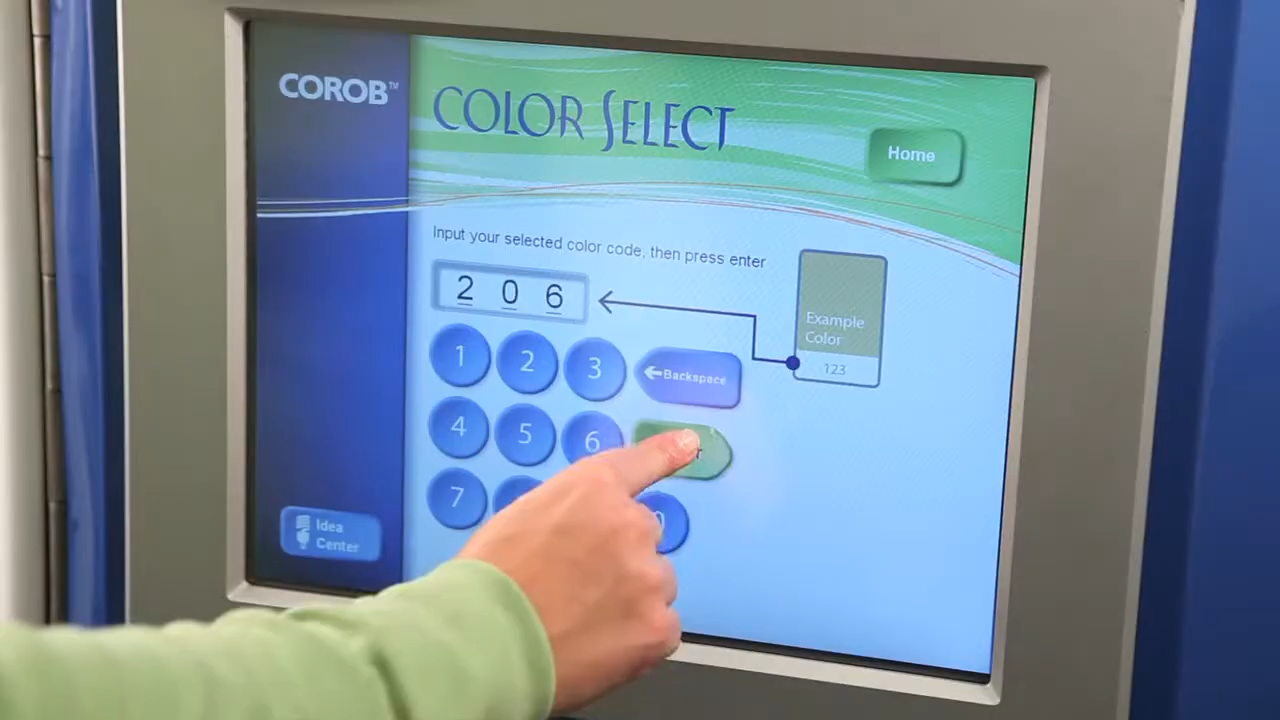 COROB™
COLOR SELECT
Home
Input your selected color code, then press enter
2 0 6
Example
Color
123
1 2 3
←Backspace
4 5 6
7
Idea
Center